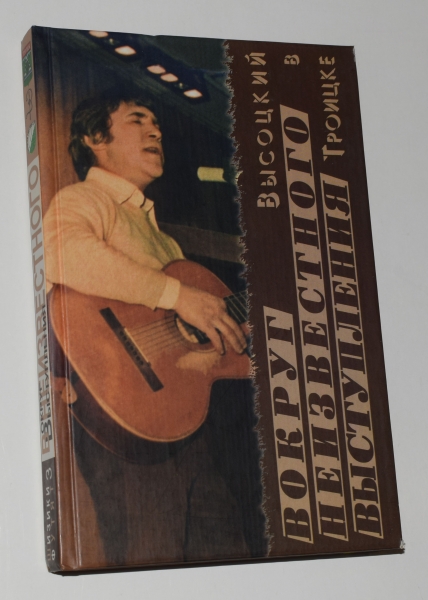 Высоцкий в Троицке
ВОКРУГ
НЕИЗВЕСТНОГО
ВЫСТУПЛЕНИЯ
НЕИЗВЕСТНОГО